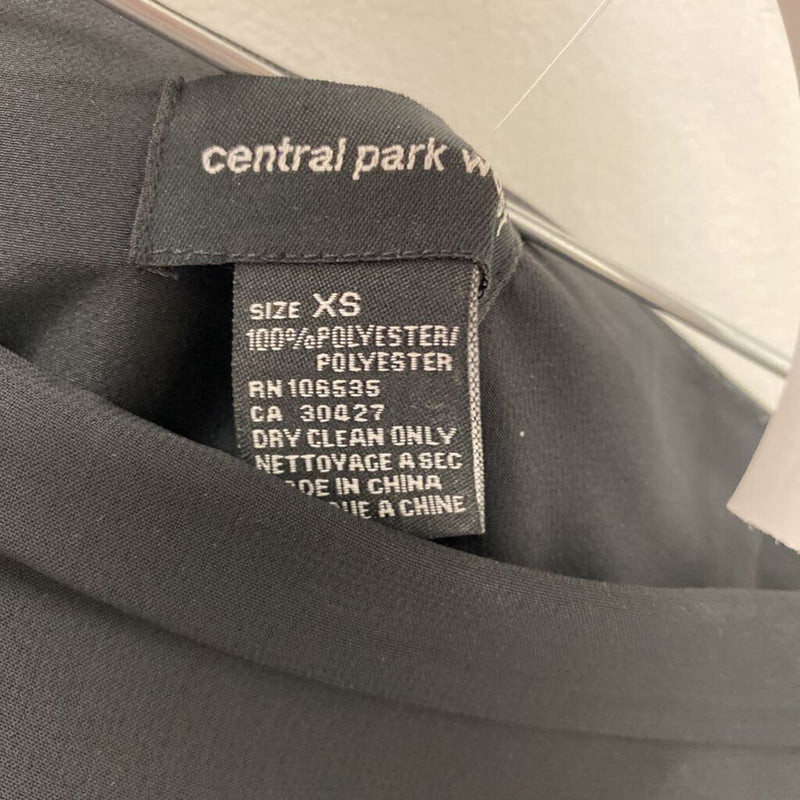 central park
SIZE XS
100%POLYESTER/
POLYESTER
RN 106535
CA 30427
DRY CLEAN ONLY
NETTOYAGE A SEC
DE IN CHINA
UE A CHINE